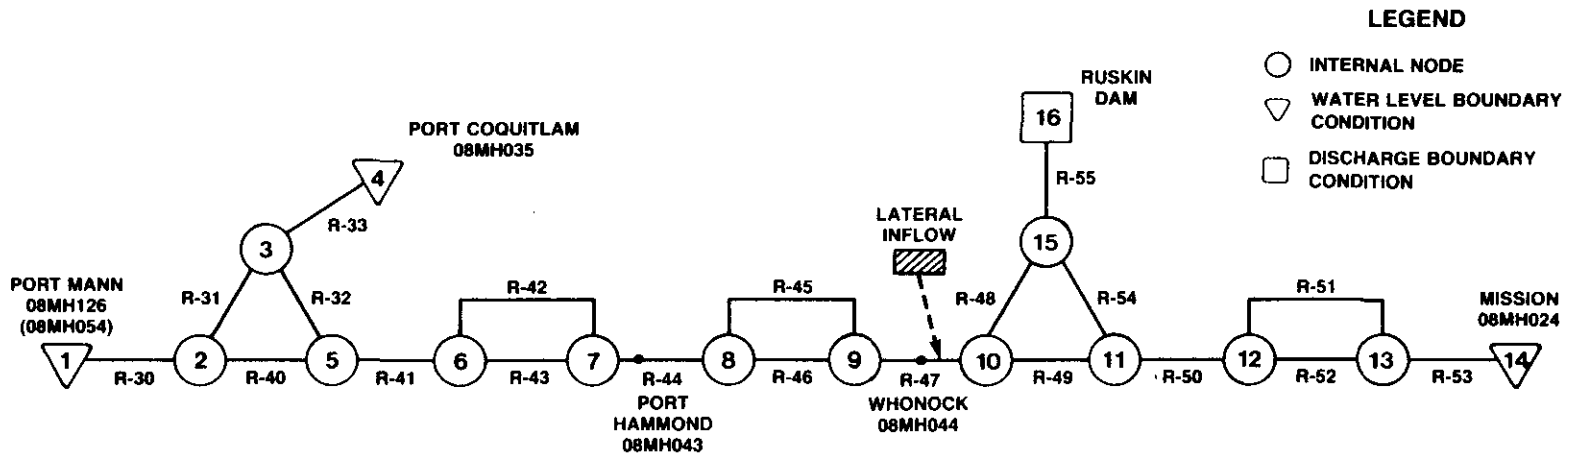 LEGEND
INTERNAL NODE
WATER LEVEL BOUNDARY
CONDITION
DISCHARGE BOUNDARY
CONDITION
RUSKIN
DAM
16
R-55
PORT COQUITLAM
08MH035
4
R-33
3
LATERAL
INFLOW
15
PORT MANN
08MH126
(08MH054)
R-31
R-32
R-42
R-45
R-48
R-54
R-51
MISSION
08MH024
1
2
5
6
7
8
9
10
11
12
13
14
R-30
R-40
R-41
R-43
R-44
R-46
R-47
R-49
R-50
R-52
R-53
PORT
HAMMOND
08MH043
WHONOCK
08MH044